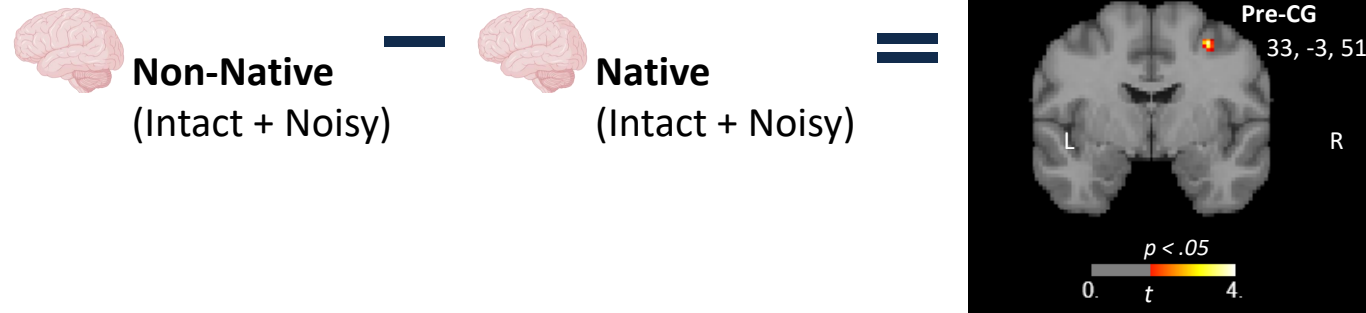 Non-Native
(Intact + Noisy)
Native
(Intact + Noisy)
Pre-CG
33, -3, 51
L
R
p < .05
0.
t
4.